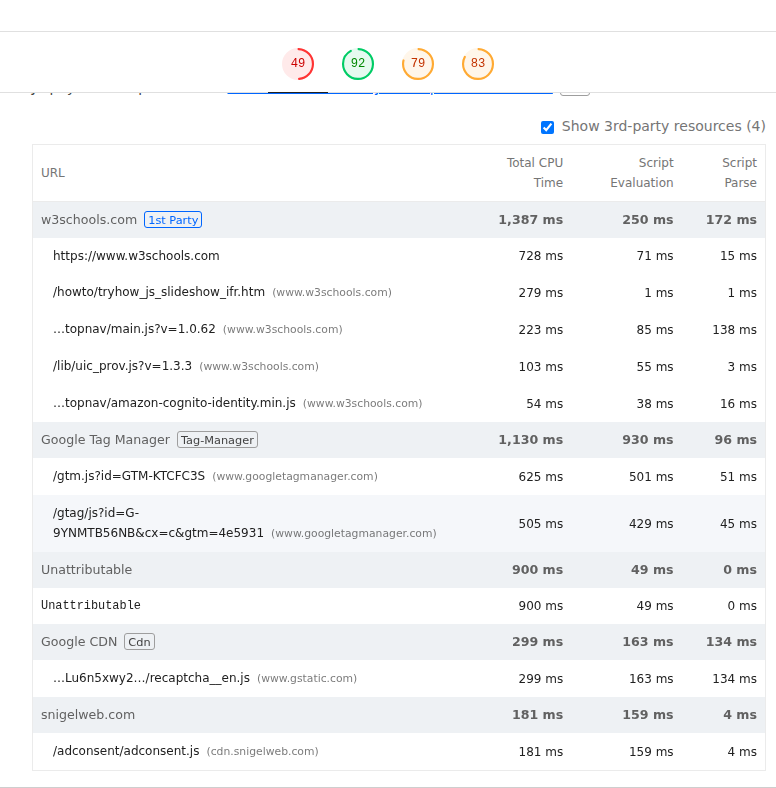 49 92 79 83
Show 3rd-party resources (4)
URL Total CPU Time Script Evaluation Script Parse
w3schools.com 1st Party 1,387 ms 250 ms 172 ms
https://www.w3schools.com 728 ms 71 ms 15 ms
/howto/tryhow_js_slideshow_ifr.htm (www.w3schools.com) 279 ms 1 ms 1 ms
…topnav/main.js?v=1.0.62 (www.w3schools.com) 223 ms 85 ms 138 ms
/lib/uic_prov.js?v=1.3.3 (www.w3schools.com) 103 ms 55 ms 3 ms
…topnav/amazon-cognito-identity.min.js (www.w3schools.com) 54 ms 38 ms 16 ms
Google Tag Manager Tag-Manager 1,130 ms 930 ms 96 ms
/gtm.js?id=GTM-KTCFC3S (www.googletagmanager.com) 625 ms 501 ms 51 ms
/gtag/js?id=G-
9YNMTB56NB&cx=c&gtm=4e5931 (www.googletagmanager.com) 505 ms 429 ms 45 ms
Unattributable 900 ms 49 ms 0 ms
Unattributable 900 ms 49 ms 0 ms
Google CDN Cdn 299 ms 163 ms 134 ms
…Lu6n5xwy2…/recaptcha__en.js (www.gstatic.com) 299 ms 163 ms 134 ms
snigelweb.com 181 ms 159 ms 4 ms
/adconsent/adconsent.js (cdn.snigelweb.com) 181 ms 159 ms 4 ms